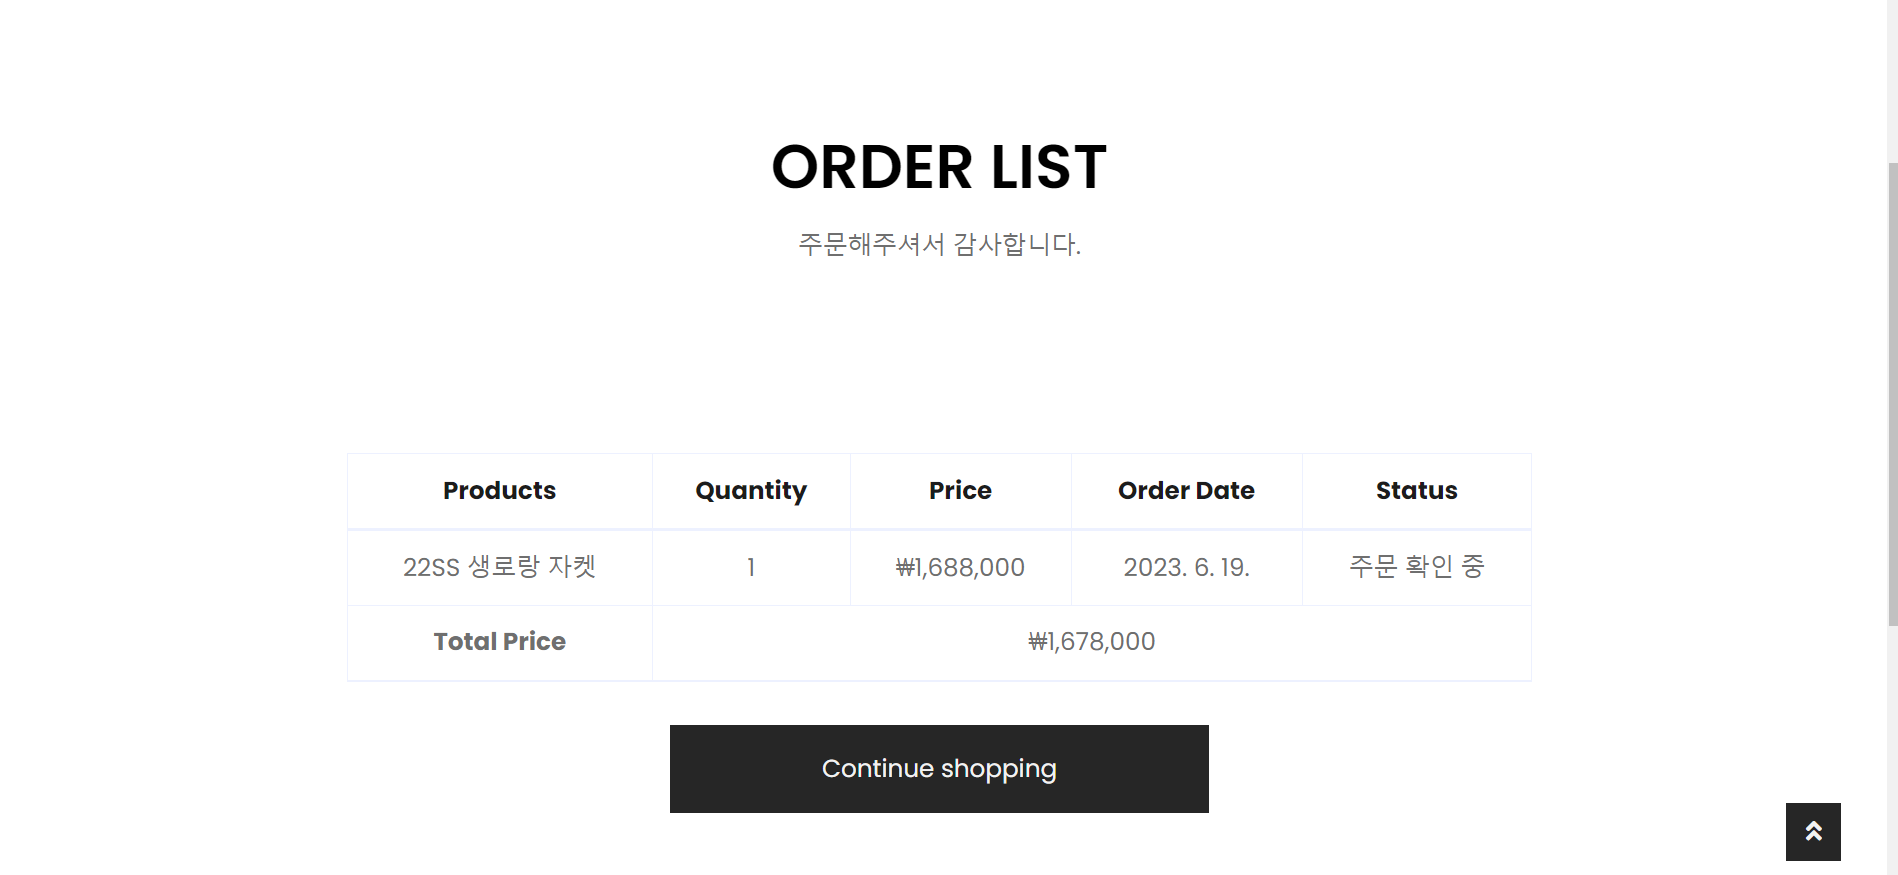 ORDER LIST
주문해주셔서 감사합니다.
Products Quantity Price Order Date Status
22SS 생로랑 자켓 1 ₩1,688,000 2023. 6. 19. 주문 확인 중
Total Price ₩1,678,000
Continue shopping